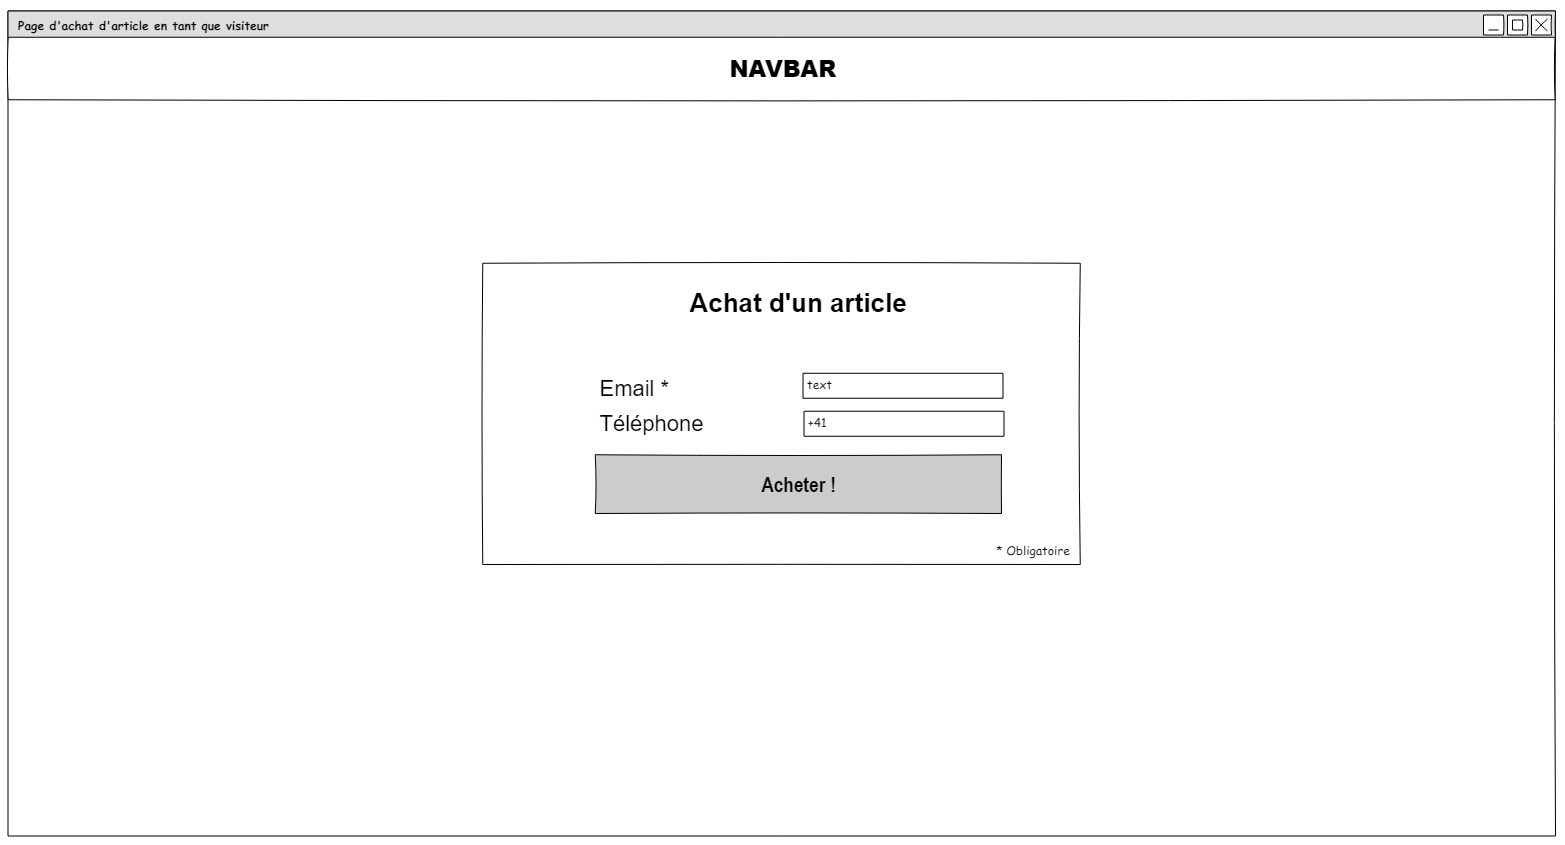 Page d'achat d'article en tant que visiteur
NAVBAR
Achat d'un article
Email *
text
Téléphone
+41
Acheter !
* Obligatoire